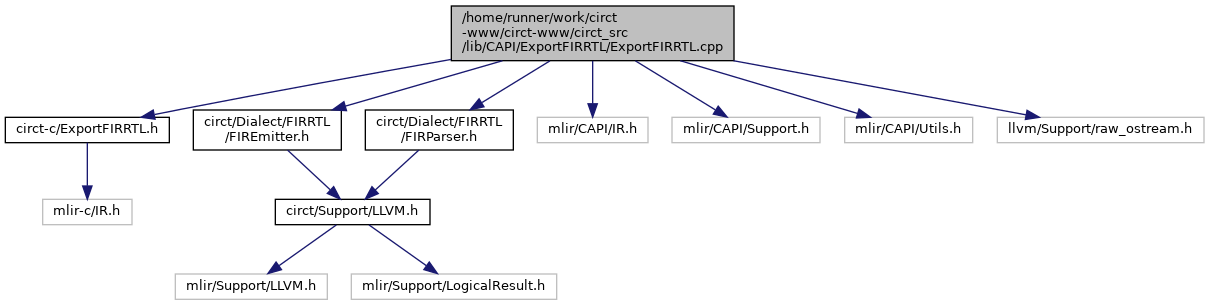 /home/runner/work/circt
-www/circt-www/circt_src
/lib/CAPI/ExportFIRRTL/ExportFIRRTL.cpp
circt-c/ExportFIRRTL.h
circt/Dialect/FIRRTL
/FIREmitter.h
circt/Dialect/FIRRTL
/FIRParser.h
mlir/CAPI/IR.h
mlir/CAPI/Support.h
mlir/CAPI/Utils.h
llvm/Support/raw_ostream.h
mlir-c/IR.h
circt/Support/LLVM.h
mlir/Support/LLVM.h
mlir/Support/LogicalResult.h